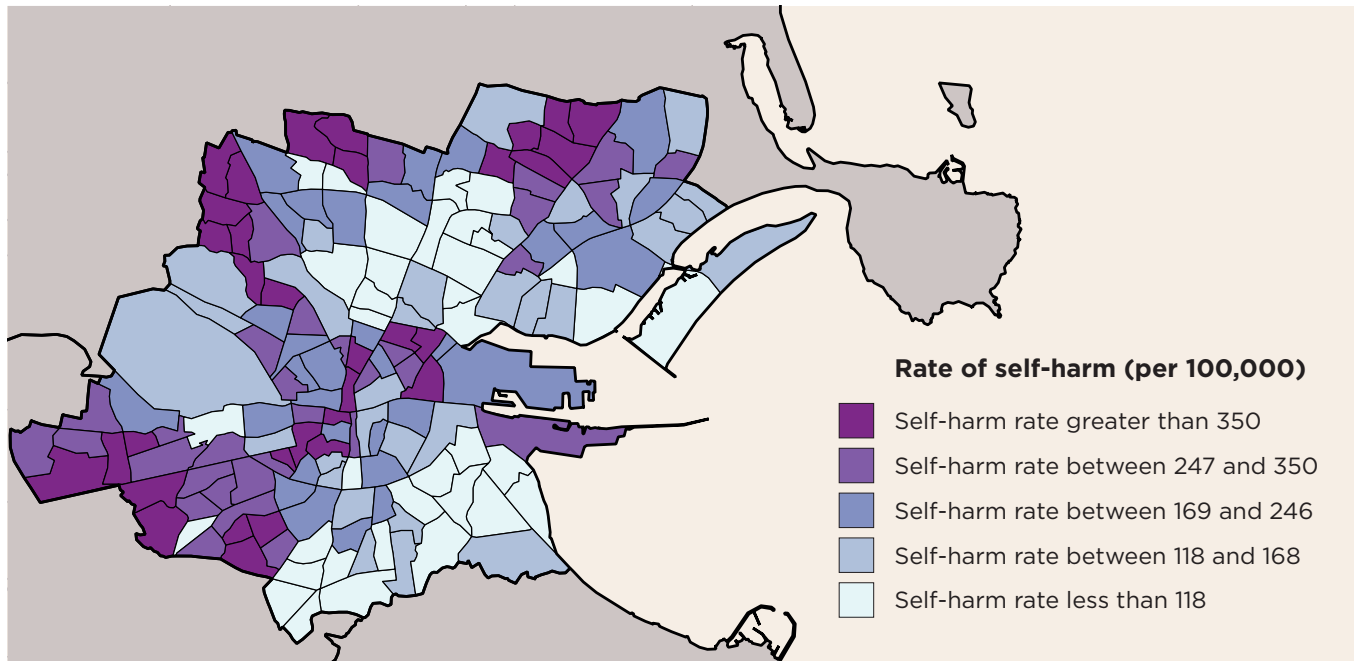 Rate of self-harm (per 100,000)
Self-harm rate greater than 350
Self-harm rate between 247 and 350
Self-harm rate between 169 and 246
Self-harm rate between 118 and 168
Self-harm rate less than 118